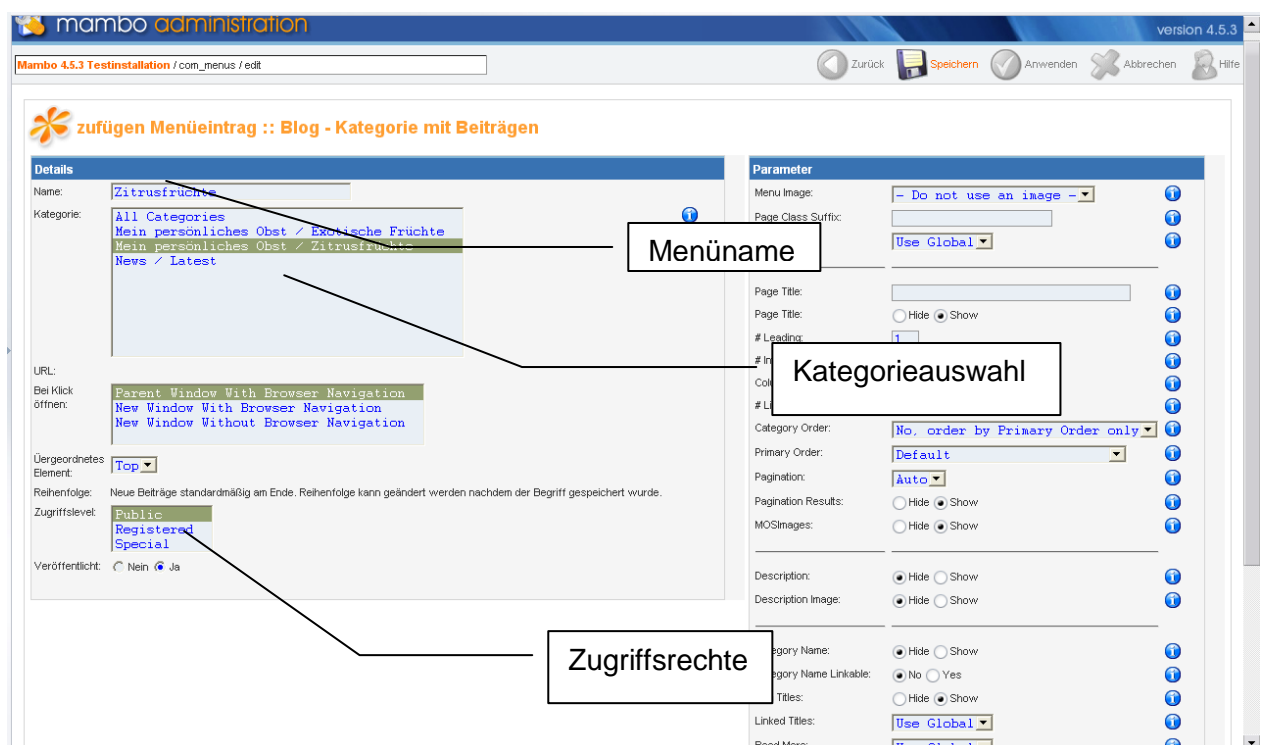 mambo administration
version 4.5.3
Mambo 4.5.3 Testinstallation / com_menus / edit
Zurück Speichern Anwenden Abbrechen Hilfe
zufügen Menüeintrag :: Blog - Kategorie mit Beiträgen
Details
Name: Zitrusfrüchte
Kategorie: All Categories
Mein persönliches Obst / Exotische Früchte
Mein persönliches Obst / Zitrusfrüchte
News / Latest
URL:
Bei Klick öffnen: Parent Window With Browser Navigation
New Window With Browser Navigation
New Window Without Browser Navigation
Üergeordnetes Element: Top
Reihenfolge: Neue Beiträge standardmäßig am Ende. Reihenfolge kann geändert werden nachdem der Begriff gespeichert wurde.
Zugriffslevel: Public
Registered
Special
Veröffentlicht: Nein Ja
Menüname
Kategorieauswahl
Zugriffsrechte
Parameter
Menu Image: - Do not use an image -
Page Class Suffix:
Use Global
Page Title:
Page Title: Hide Show
# Leading: 1
Category Order: No, order by Primary Order only
Primary Order: Default
Pagination: Auto
Pagination Results: Hide Show
MOSImages: Hide Show
Description: Hide Show
Description Image: Hide Show
Name: Hide Show
Name Linkable: No Yes
Titles: Hide Show
Linked Titles: Use Global